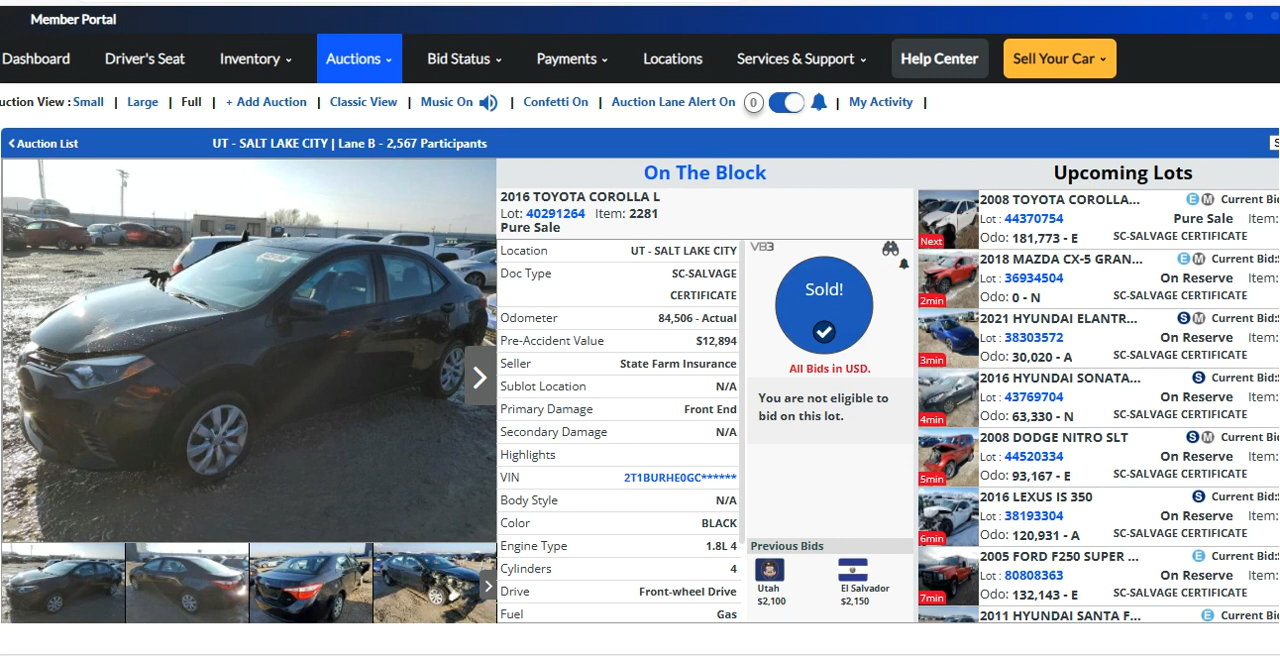 Member Portal
Dashboard Driver's Seat Inventory Auctions Bid Status Payments Locations Services & Support Help Center Sell Your Car
uction View : Small | Large | Full | + Add Auction | Classic View | Music On | Confetti On | Auction Lane Alert On 0 | My Activity |
Auction List UT - SALT LAKE CITY | Lane B - 2,567 Participants S
On The Block
2016 TOYOTA COROLLA L
Lot: 40291264 Item: 2281
Pure Sale
Location UT - SALT LAKE CITY
Doc Type SC-SALVAGE
CERTIFICATE
Odometer 84,506 - Actual
Pre-Accident Value $12,894
Seller State Farm Insurance
Sublot Location N/A
Primary Damage Front End
Secondary Damage N/A
Highlights
VIN 2T1BURHE0GC******
Body Style N/A
Color BLACK
Engine Type 1.8L 4
Cylinders 4
Drive Front-wheel Drive
Fuel Gas
VB3
Sold!
All Bids in USD.
You are not eligible to
bid on this lot.
Previous Bids
Utah El Salvador
$2,100 $2,150
Upcoming Lots
2008 TOYOTA COROLLA... E M Current Bi
Lot : 44370754 Pure Sale Item:
Next Odo: 181,773 - E SC-SALVAGE CERTIFICATE
2018 MAZDA CX-5 GRAN... E M Current Bid:
Lot : 36934504 On Reserve Item:
2min Odo: 0 - N SC-SALVAGE CERTIFICATE
2021 HYUNDAI ELANTR... S M Current Bid:
Lot : 38303572 On Reserve Item:
3min Odo: 30,020 - A SC-SALVAGE CERTIFICATE
2016 HYUNDAI SONATA... S Current Bid:
Lot : 43769704 On Reserve Item:
4min Odo: 63,330 - N SC-SALVAGE CERTIFICATE
2008 DODGE NITRO SLT S M Current Bi
Lot : 44520334 On Reserve Item:
5min Odo: 93,167 - E SC-SALVAGE CERTIFICATE
2016 LEXUS IS 350 S Current Bid:
Lot : 38193304 On Reserve Item:
6min Odo: 120,931 - A SC-SALVAGE CERTIFICATE
2005 FORD F250 SUPER ... E Current Bid:
Lot : 80808363 On Reserve Item:
7min Odo: 132,143 - E SC-SALVAGE CERTIFICATE
2011 HYUNDAI SANTA F... E Current Bi